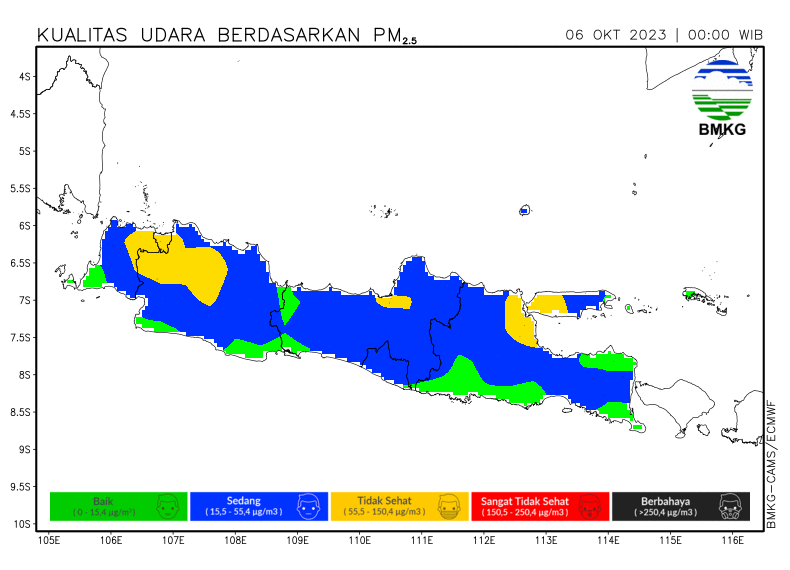 KUALITAS UDARA BERDASARKAN PM2.5
06 OKT 2023 | 00:00 WIB
BMKG
4S
4.5S
5S
5.5S
6S
6.5S
7S
7.5S
8S
8.5S
9S
9.5S
10S
BMKG-CAMS/ECMWF
Baik
( 0 - 15,4 µg/m³ )
Sedang
( 15,5 - 55,4 µg/m3 )
Tidak Sehat
( 55,5 - 150,4 µg/m3 )
Sangat Tidak Sehat
( 150,5 - 250,4 µg/m3 )
Berbahaya
( >250,4 µg/m3 )
105E 106E 107E 108E 109E 110E 111E 112E 113E 114E 115E 116E